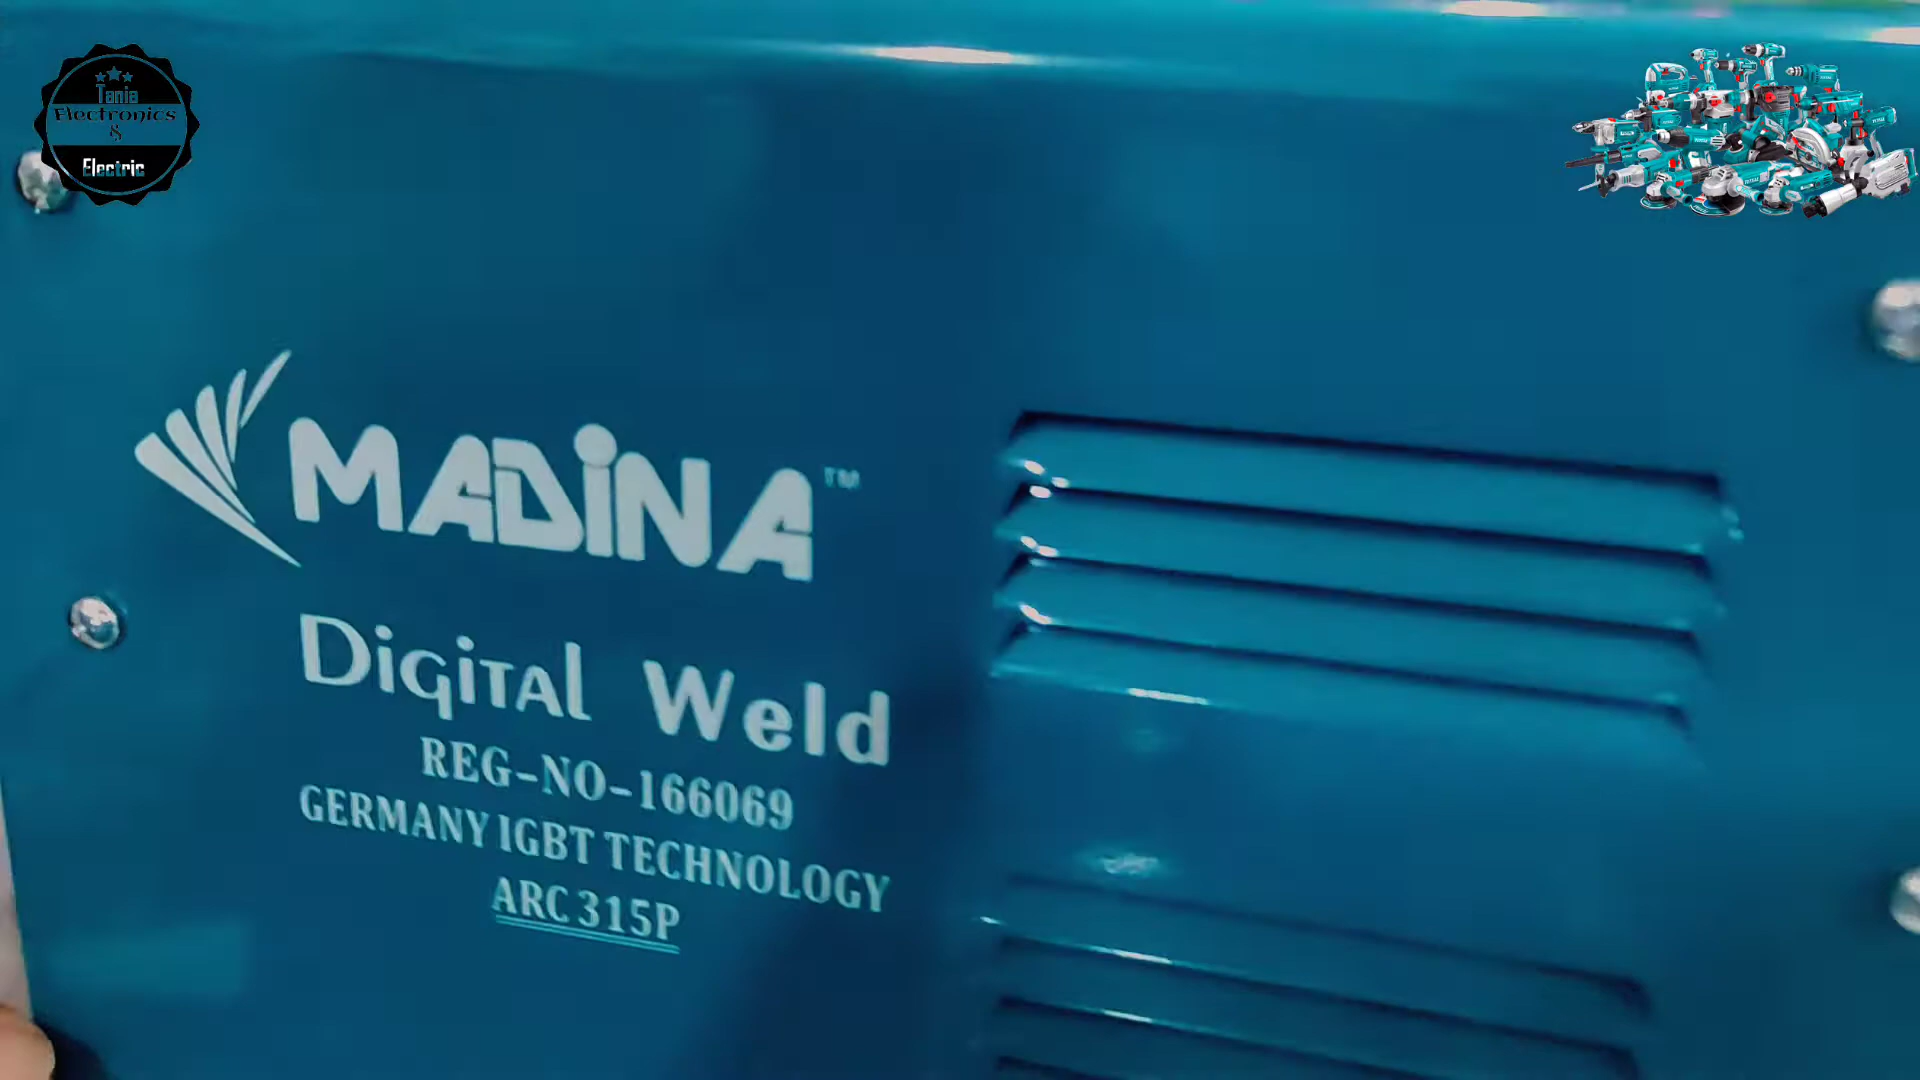 Tania
Electronics
&
Electric
MADINA™
Digital Weld
REG-NO-166069
GERMANY IGBT TECHNOLOGY
ARC 315P